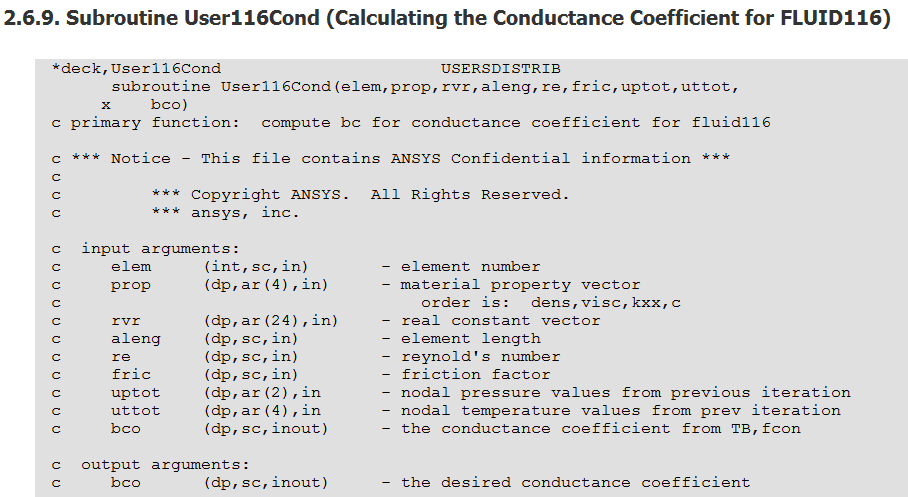 2.6.9. Subroutine User116Cond (Calculating the Conductance Coefficient for FLUID116)
*deck,User116Cond                      USERSDISTRIB
      subroutine User116Cond(elem,prop,rvr,aleng,re,fric,uptot,uttot,
     x    bco)
c primary function:  compute bc for conductance coefficient for fluid116
c *** Notice - This file contains ANSYS Confidential information ***
c
c         *** Copyright ANSYS.  All Rights Reserved.
c         *** ansys, inc.
c  input arguments:
c     elem     (int,sc,in)       - element number
c     prop     (dp,ar(4),in)     - material property vector
c                                    order is:  dens,visc,kxx,c
c     rvr      (dp,ar(24),in)    - real constant vector
c     aleng    (dp,sc,in)        - element length
c     re       (dp,sc,in)        - reynold's number
c     fric     (dp,sc,in)        - friction factor
c     uptot    (dp,ar(2),in      - nodal pressure values from previous iteration
c     uttot    (dp,ar(4),in      - nodal temperature values from prev iteration
c     bco      (dp,sc,inout)     - the conductance coefficient from TB,fcon
c  output arguments:
c     bco      (dp,sc,inout)     - the desired conductance coefficient